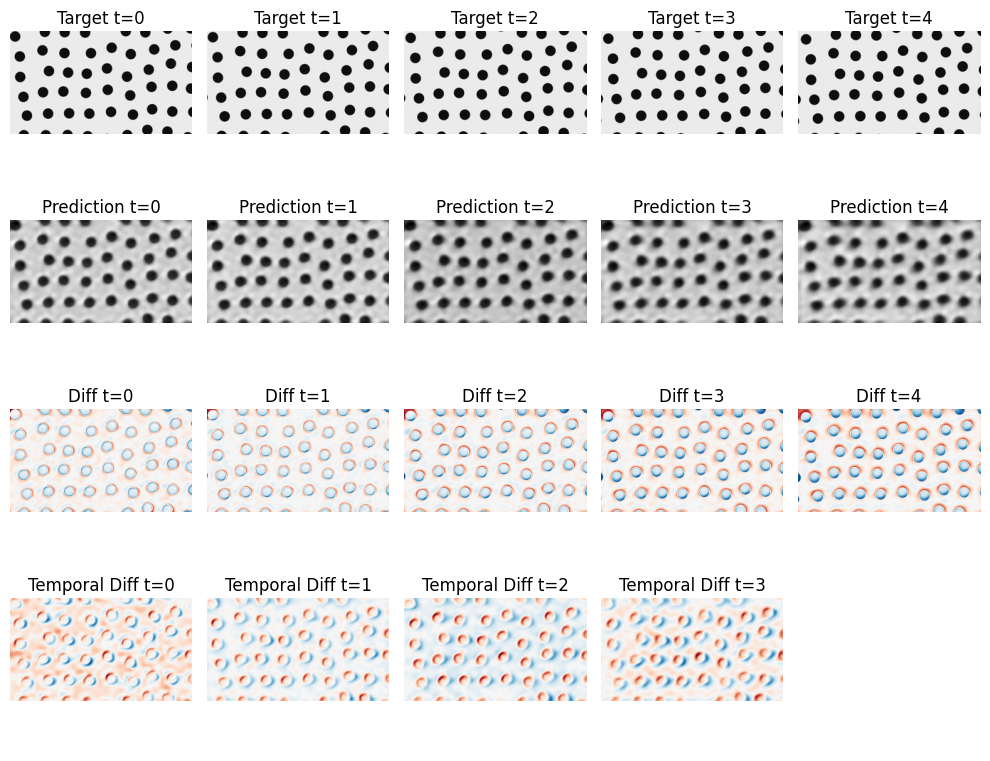 Target t=0 Target t=1 Target t=2 Target t=3 Target t=4
Prediction t=0 Prediction t=1 Prediction t=2 Prediction t=3 Prediction t=4
Diff t=0 Diff t=1 Diff t=2 Diff t=3 Diff t=4
Temporal Diff t=0 Temporal Diff t=1 Temporal Diff t=2 Temporal Diff t=3